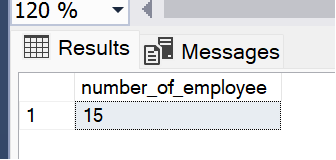 120 %
Results Messages
number_of_employee
1 15